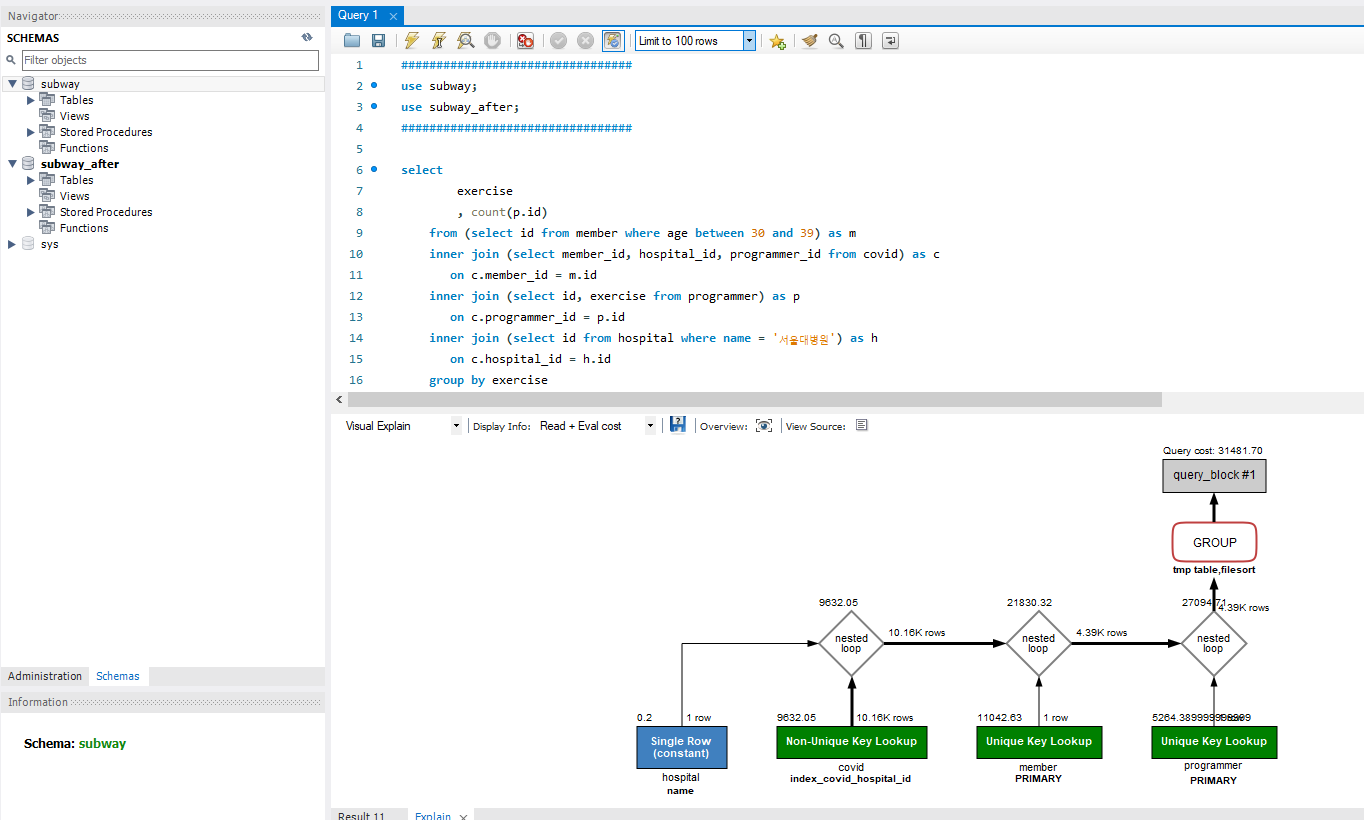 Navigator
SCHEMAS
Filter objects
subway
Tables
Views
Stored Procedures
Functions
subway_after
Tables
Views
Stored Procedures
Functions
sys
Administration Schemas
Information
Schema: subway
Query 1
Limit to 100 rows
1 #################################
2 use subway;
3 use subway_after;
4 #################################
5
6 select
7 exercise
8 , count(p.id)
9 from (select id from member where age between 30 and 39) as m
10 inner join (select member_id, hospital_id, programmer_id from covid) as c
11 on c.member_id = m.id
12 inner join (select id, exercise from programmer) as p
13 on c.programmer_id = p.id
14 inner join (select id from hospital where name = '서울대병원') as h
15 on c.hospital_id = h.id
16 group by exercise
Visual Explain Display Info: Read + Eval cost Overview: View Source:
Query cost: 31481.70
query_block #1
GROUP
tmp table,filesort
9632.05 21830.32 27094.71
4.39K rows
nested loop 10.16K rows nested loop 4.39K rows nested loop
0.2 1 row 9632.05 10.16K rows 11042.63 1 row
Single Row (constant) Non-Unique Key Lookup Unique Key Lookup Unique Key Lookup
hospital covid member programmer
name index_covid_hospital_id PRIMARY PRIMARY
Result 11 Explain